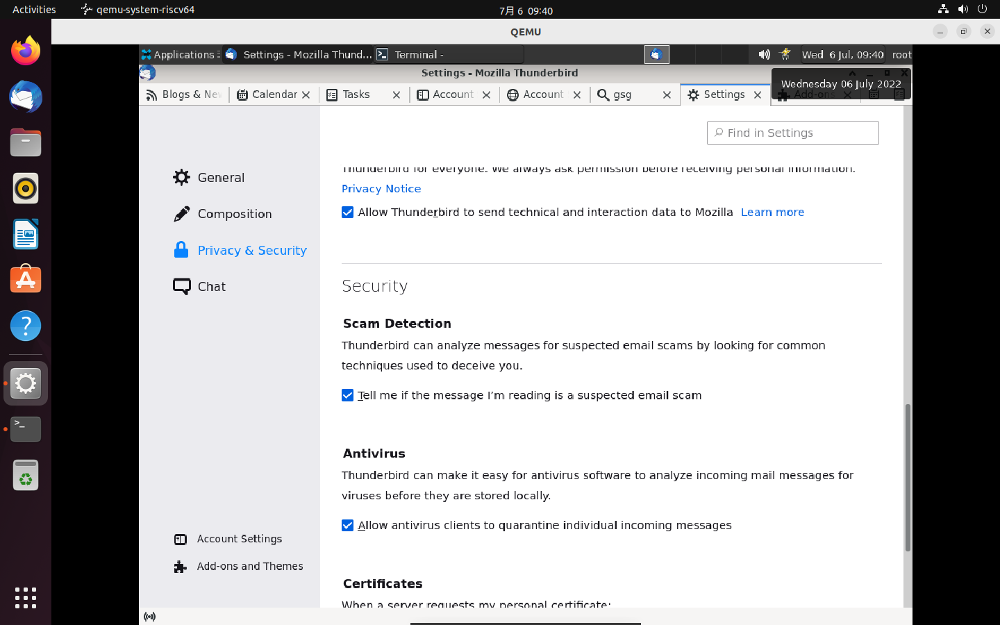 Activities
qemu-system-riscv64
7月 6 09:40
QEMU
Applications
Settings - Mozilla Thund...
Terminal -
Wed 6 Jul, 09:40
root
Settings - Mozilla Thunderbird
Wednesday 06 July 2022
Blogs &
Calendar
Tasks
Account
Account
gsg
Settings
Add-ons
Find in Settings
General
Composition
Privacy & Security
Chat
Account Settings
Add-ons and Themes
Thunderbird for everyone. We always ask permission before receiving personal information.
Privacy Notice
Allow Thunderbird to send technical and interaction data to Mozilla Learn more
Security
Scam Detection
Thunderbird can analyze messages for suspected email scams by looking for common
techniques used to deceive you.
Tell me if the message I’m reading is a suspected email scam
Antivirus
Thunderbird can make it easy for antivirus software to analyze incoming mail messages for
viruses before they are stored locally.
Allow antivirus clients to quarantine individual incoming messages
Certificates
When a server requests my personal certificate: